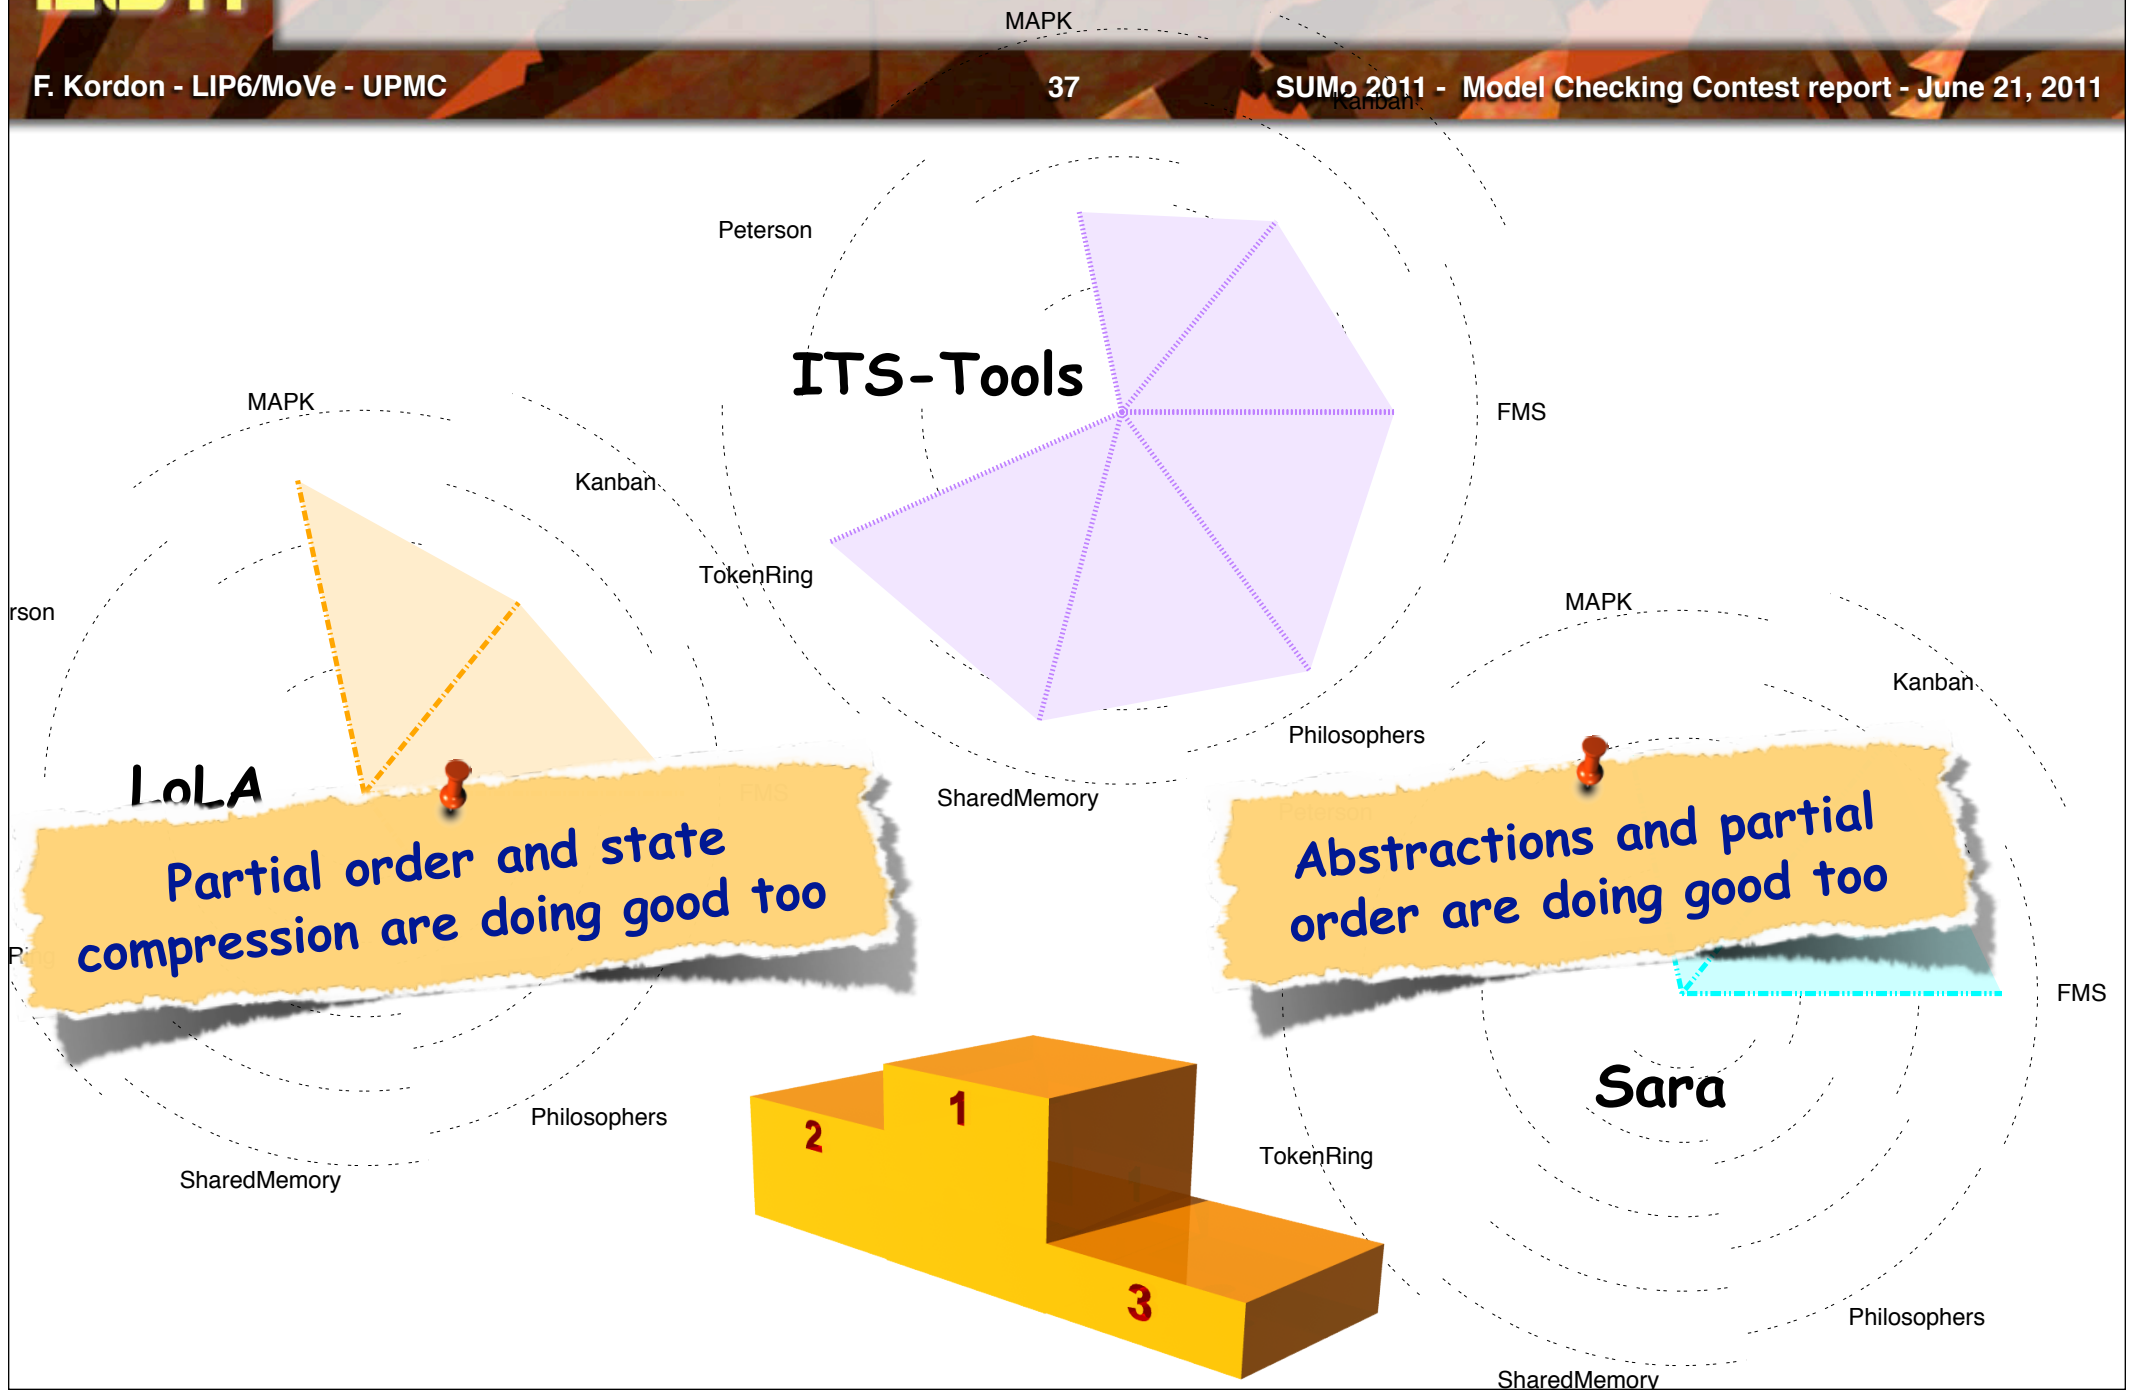 MAPK
F. Kordon - LIP6/MoVe - UPMC
37
SUMo 2011 - Model Checking Contest report - June 21, 2011
Kanban
Peterson
ITS-Tools
FMS
MAPK
Kanban
TokenRing
rson
MAPK
Kanban
Philosophers
SharedMemory
LoLA
FMS
Peterson
Partial order and state
compression are doing good too
Abstractions and partial
order are doing good too
FMS
Sara
Philosophers
SharedMemory
1
2
3
TokenRing
Philosophers
SharedMemory